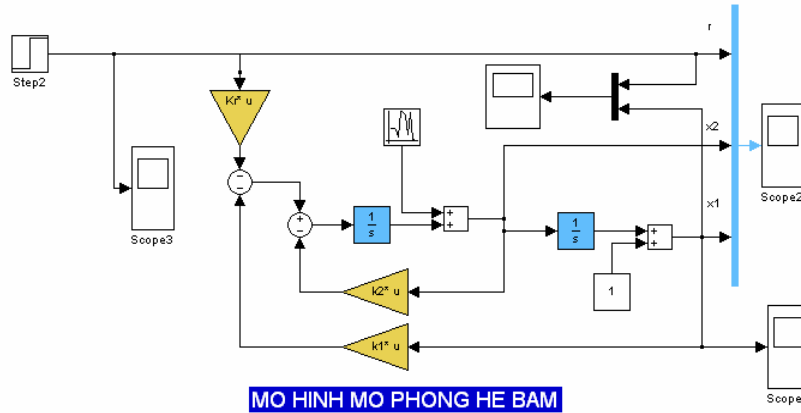 r
Step2
Kr* u
x2
Scope2
x1
Scope3
1
s
1
s
k2* u
1
k1* u
Scope
MO HINH MO PHONG HE BAM